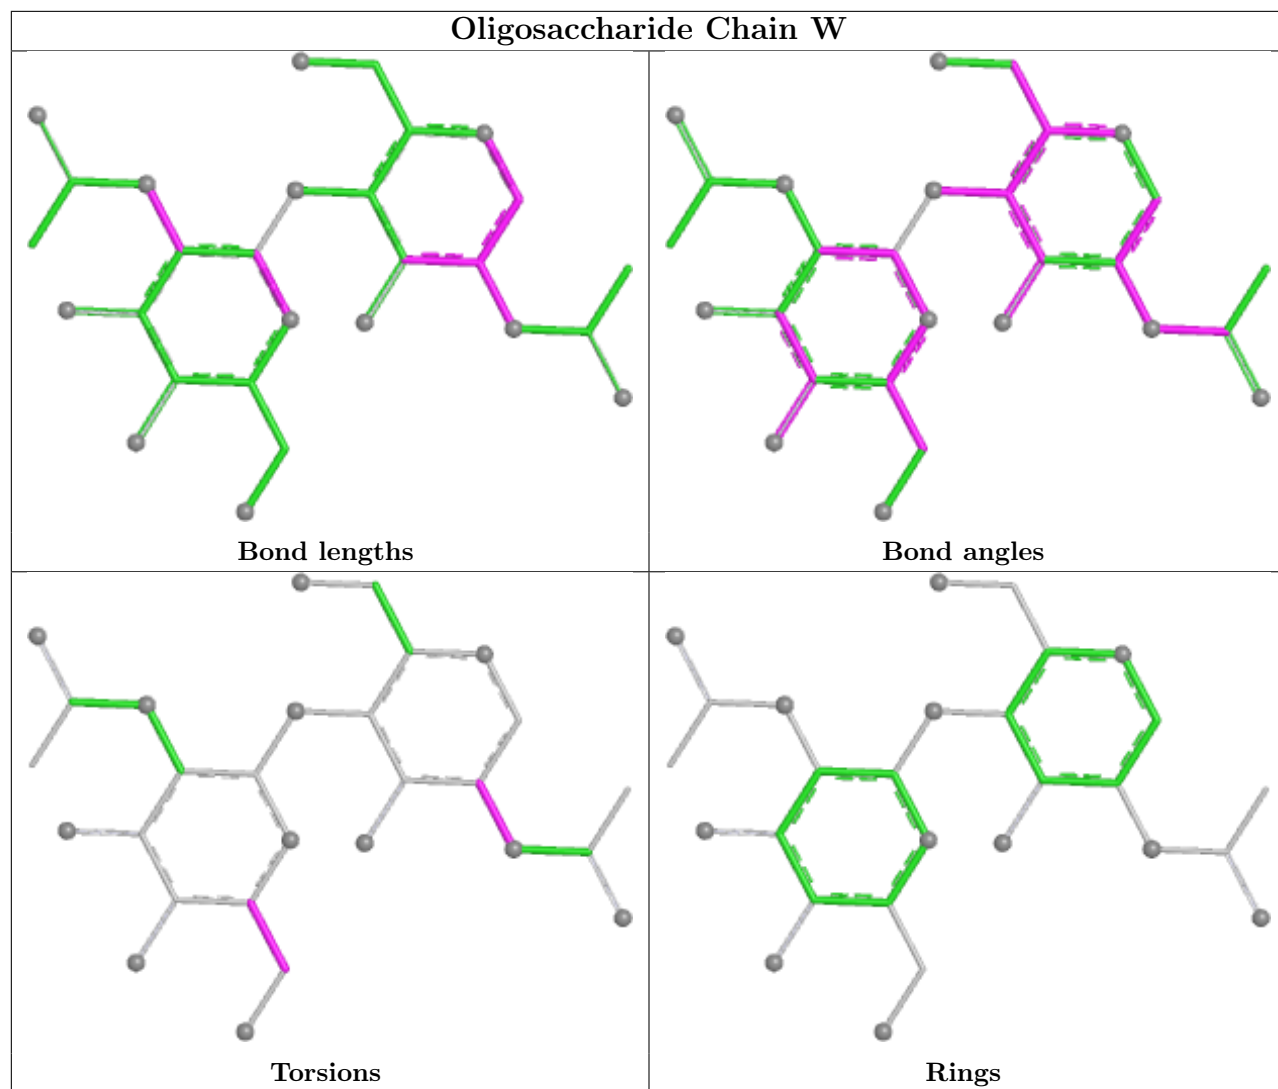 Oligosaccharide Chain W
Bond lengths
Bond angles
Torsions
Rings